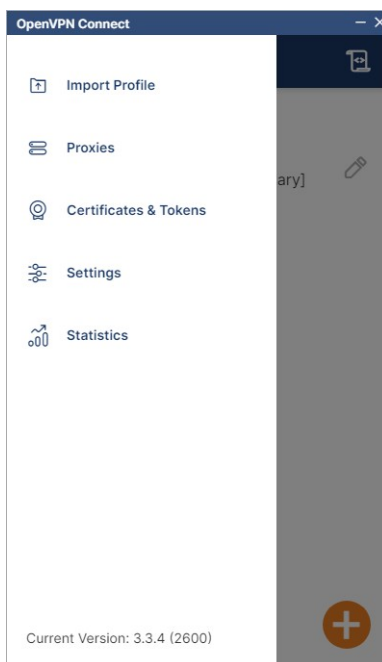 OpenVPN Connect
Import Profile
Proxies
ary]
Certificates & Tokens
Settings
Statistics
Current Version: 3.3.4 (2600)